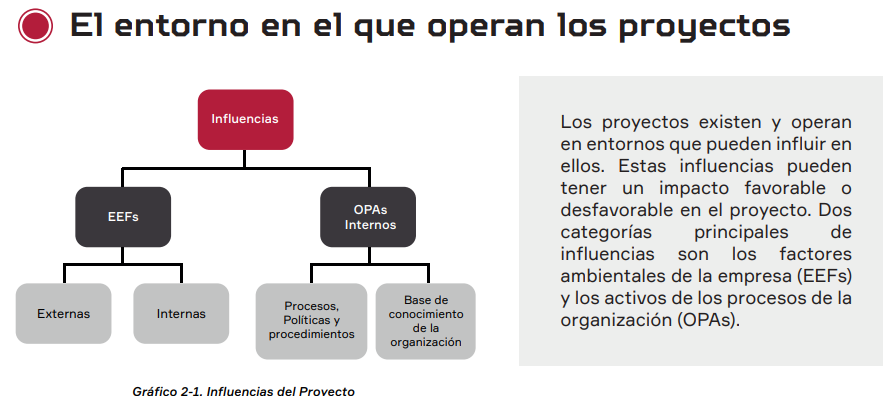 El entorno en el que operan los proyectos
Influencias
EEFs
OPAs
Internos
Externas
Internas
Procesos,
Políticas y
procedimientos
Base de
conocimiento
de la
organización
Gráfico 2-1. Influencias del Proyecto
Los proyectos existen y operan
en entornos que pueden influir en
ellos. Estas influencias pueden
tener un impacto favorable o
desfavorable en el proyecto. Dos
categorías principales de
influencias son los factores
ambientales de la empresa (EEFs)
y los activos de los procesos de la
organización (OPAs).